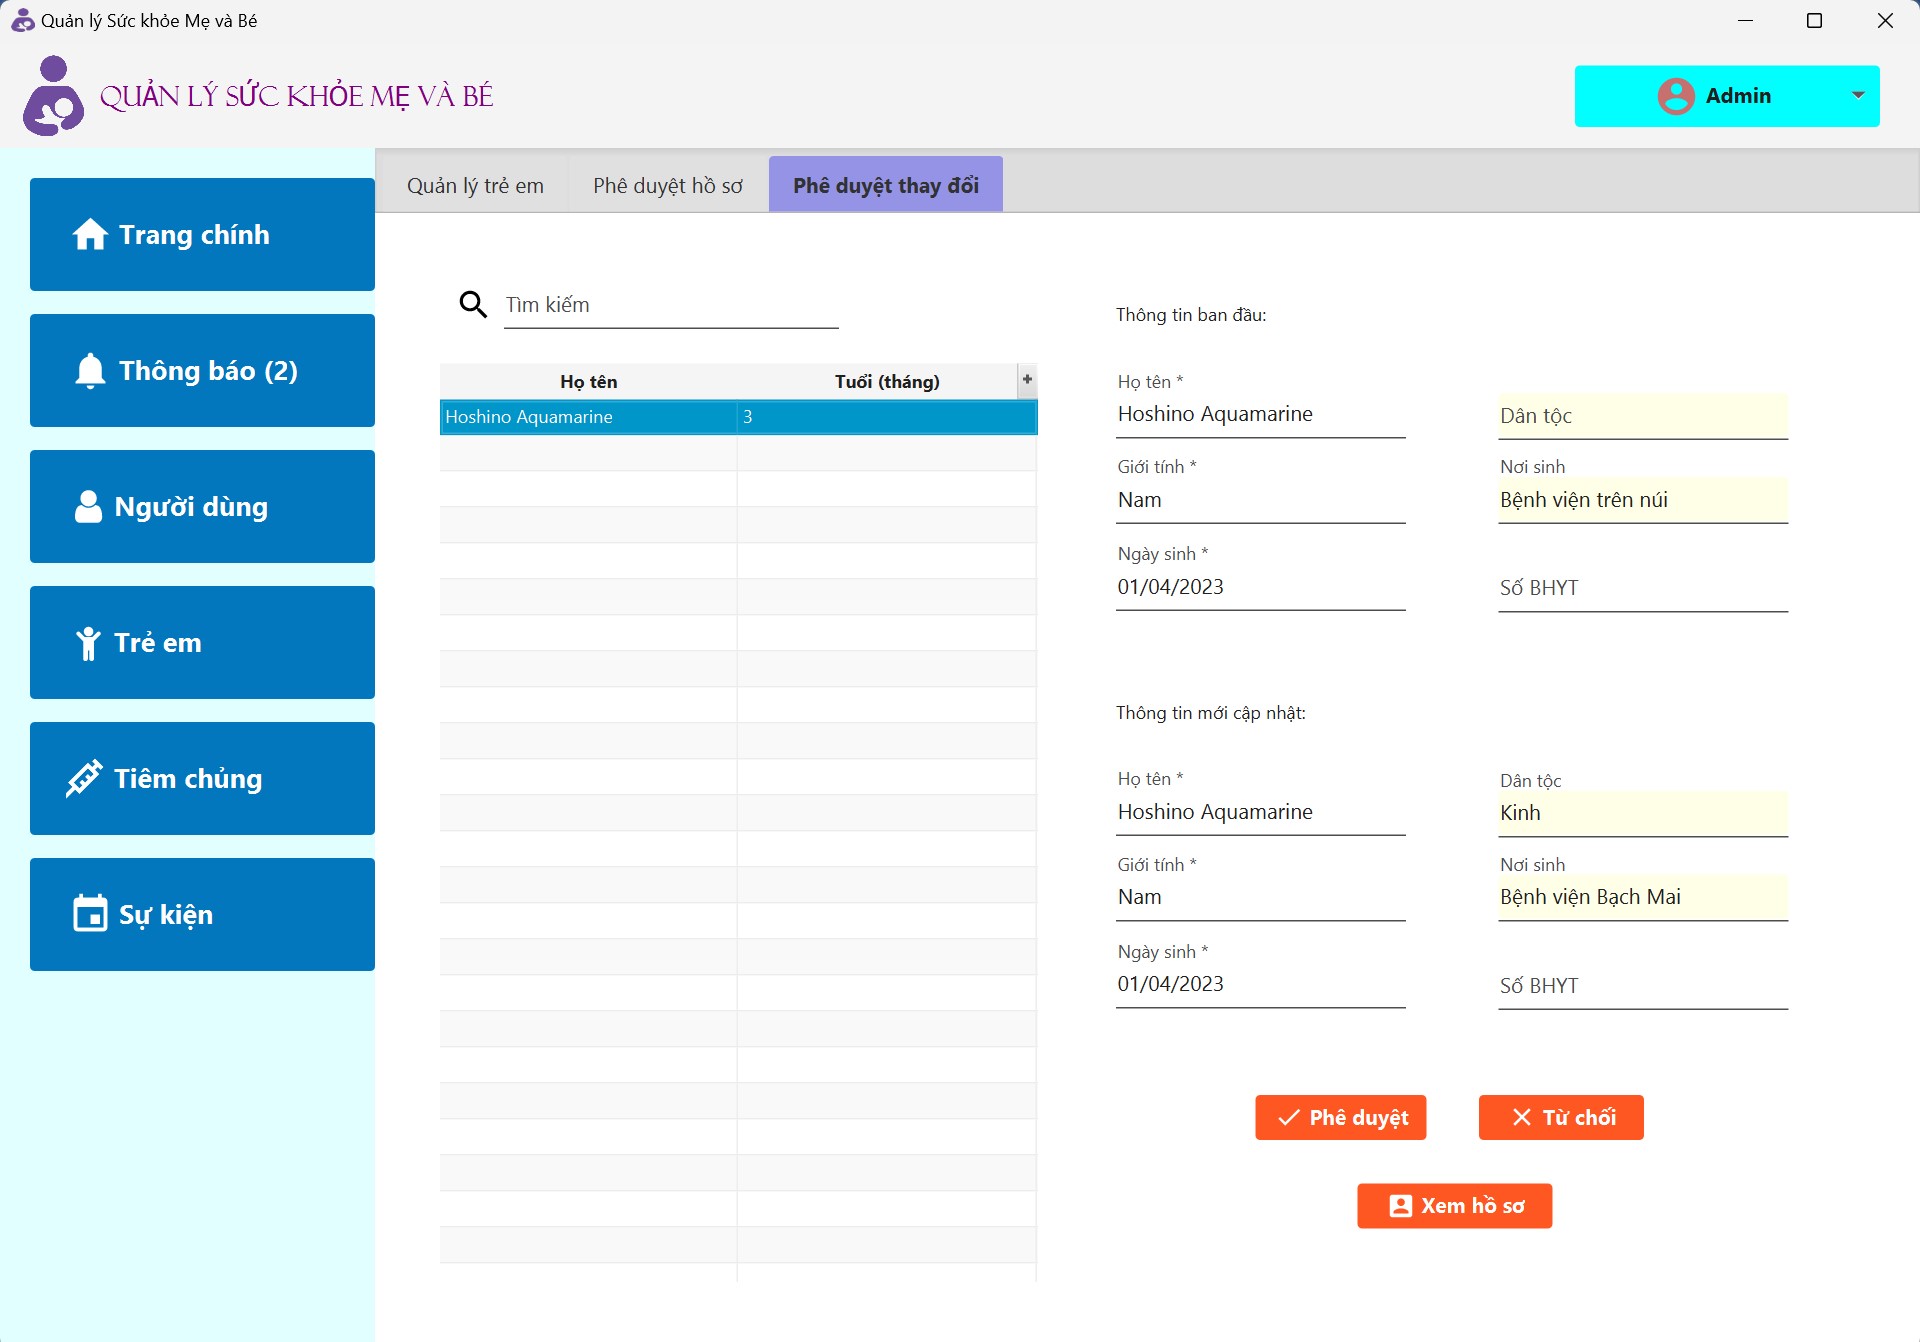 Quản lý Sức khỏe Mẹ và Bé
QUẢN LÝ SỨC KHỎE MẸ VÀ BÉ
Admin
Trang chính
Thông báo (2)
Người dùng
Trẻ em
Tiêm chủng
Sự kiện
Quản lý trẻ em
Phê duyệt hồ sơ
Phê duyệt thay đổi
Tìm kiếm
Họ tên
Tuổi (tháng)
+
Hoshino Aquamarine
3
Thông tin ban đầu:
Họ tên *
Hoshino Aquamarine
Dân tộc
Giới tính *
Nam
Nơi sinh
Bệnh viện trên núi
Ngày sinh *
01/04/2023
Số BHYT
Thông tin mới cập nhật:
Họ tên *
Hoshino Aquamarine
Dân tộc
Kinh
Giới tính *
Nam
Nơi sinh
Bệnh viện Bạch Mai
Ngày sinh *
01/04/2023
Số BHYT
Phê duyệt
Từ chối
Xem hồ sơ